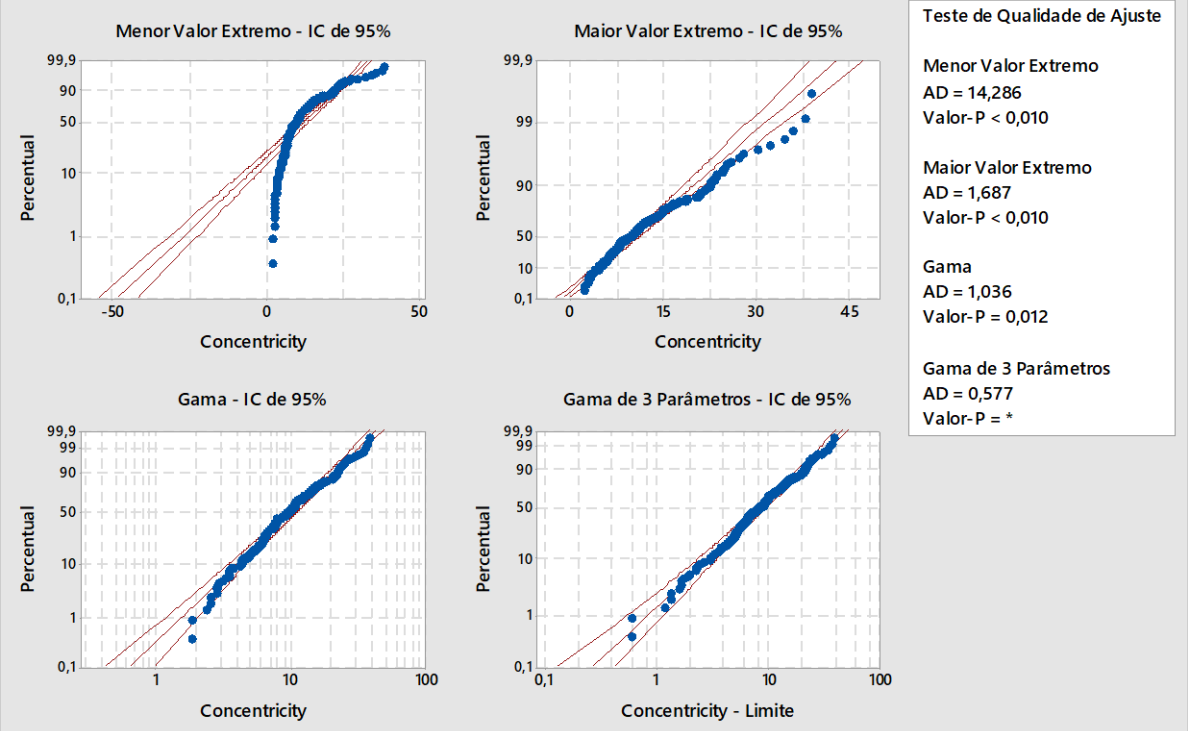 Menor Valor Extremo - IC de 95%
99,9
90
50
10
1
0,1
Percentual
-50
0
50
Concentricity
Maior Valor Extremo - IC de 95%
99,9
99
90
50
10
0,1
Percentual
0
15
30
45
Concentricity
Gama - IC de 95%
99,9
99
90
50
10
1
0,1
Percentual
1
10
100
Concentricity
Gama de 3 Parâmetros - IC de 95%
99,9
99
90
50
10
1
0,1
Percentual
0,1
1
10
100
Concentricity - Limite
Teste de Qualidade de Ajuste
Menor Valor Extremo
AD = 14,286
Valor-P < 0,010
Maior Valor Extremo
AD = 1,687
Valor-P < 0,010
Gama
AD = 1,036
Valor-P = 0,012
Gama de 3 Parâmetros
AD = 0,577
Valor-P = *